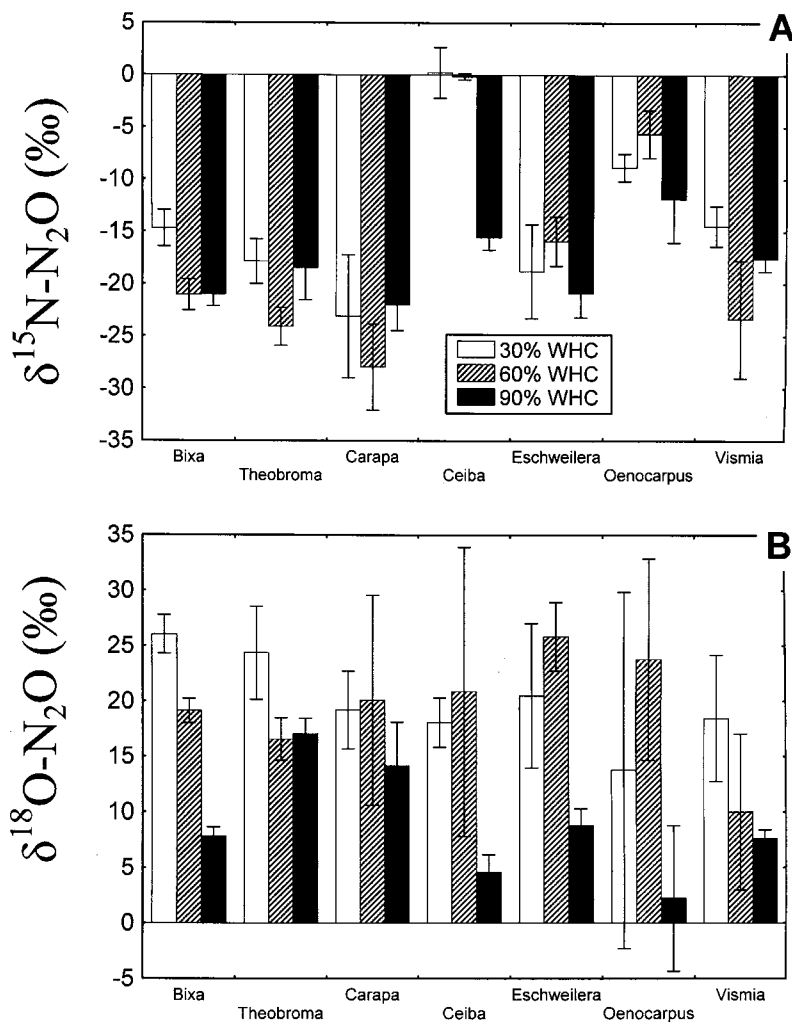 A
δ15N-N2O (‰)
5
0
-5
-10
-15
-20
-25
-30
-35
30% WHC
60% WHC
90% WHC
Bixa
Theobroma
Carapa
Ceiba
Eschweilera
Oenocarpus
Vismia
B
δ18O-N2O (‰)
35
30
25
20
15
10
5
0
-5
Bixa
Theobroma
Carapa
Ceiba
Eschweilera
Oenocarpus
Vismia